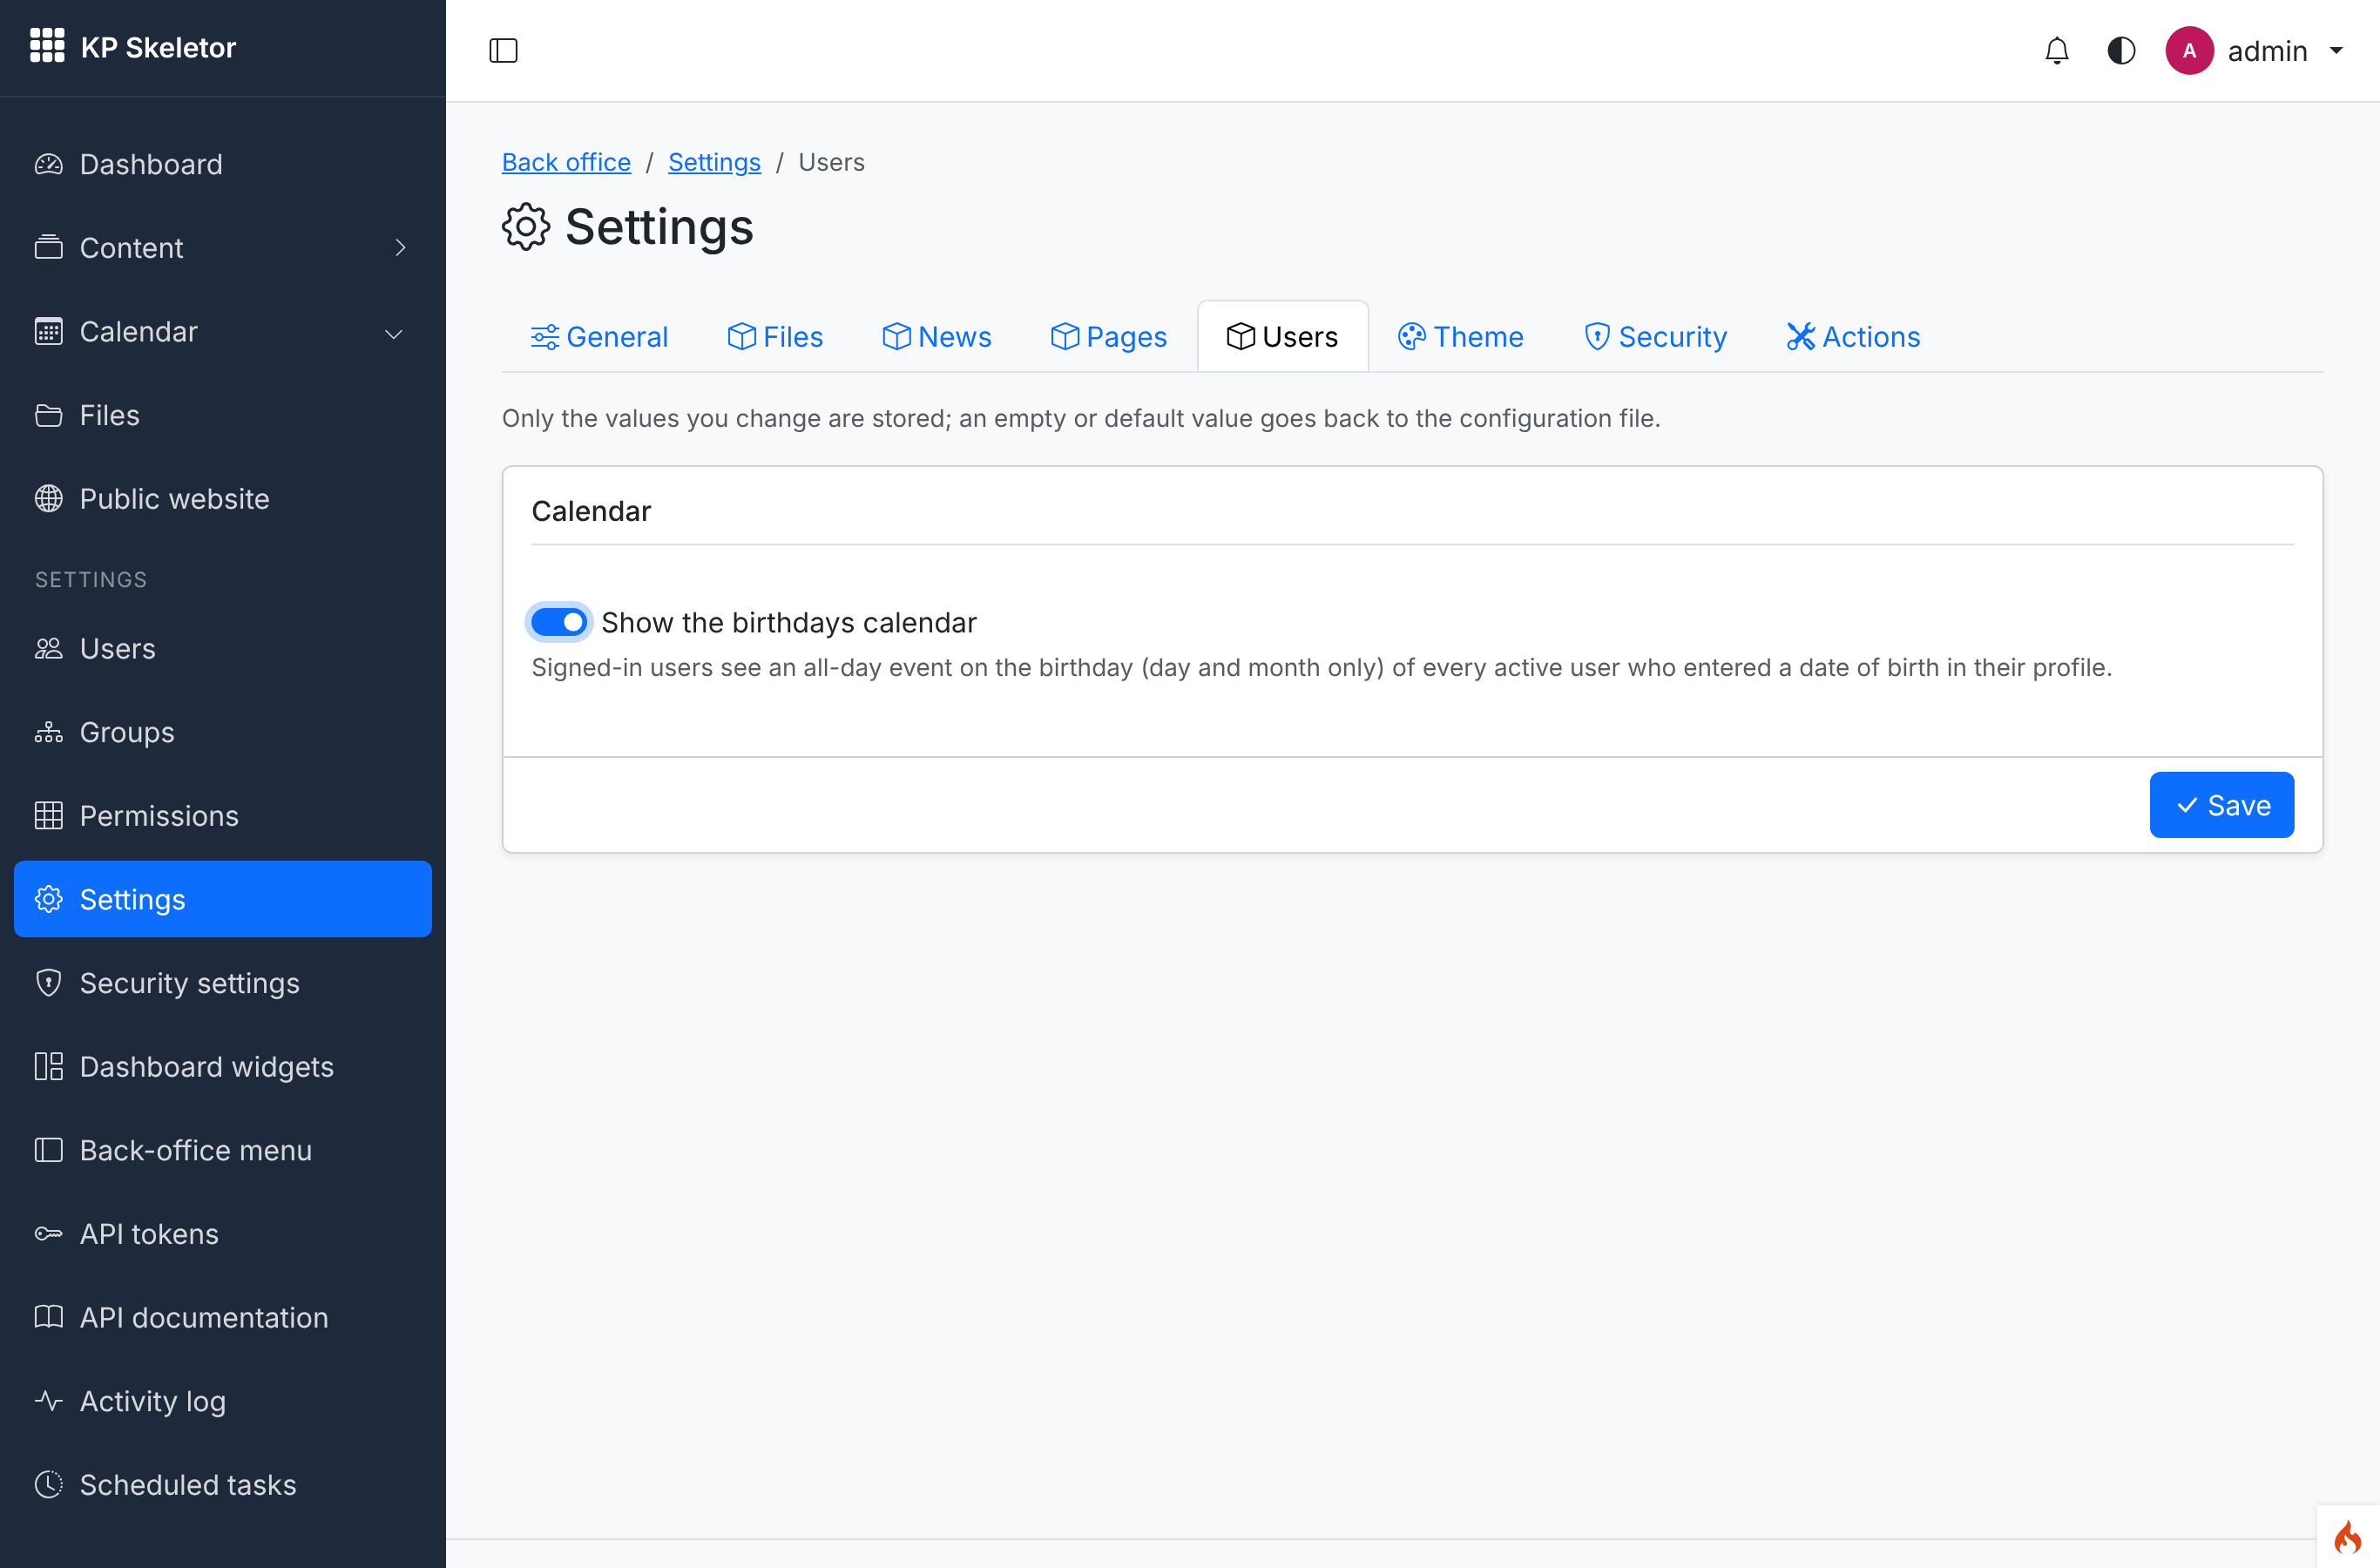 KP Skeletor
A admin
Dashboard
Content
Calendar
Files
Public website
SETTINGS
Users
Groups
Permissions
Settings
Security settings
Dashboard widgets
Back-office menu
API tokens
API documentation
Activity log
Scheduled tasks
Back office / Settings / Users
Settings
General Files News Pages Users Theme Security Actions
Only the values you change are stored; an empty or default value goes back to the configuration file.
Calendar
Show the birthdays calendar
Signed-in users see an all-day event on the birthday (day and month only) of every active user who entered a date of birth in their profile.
Save